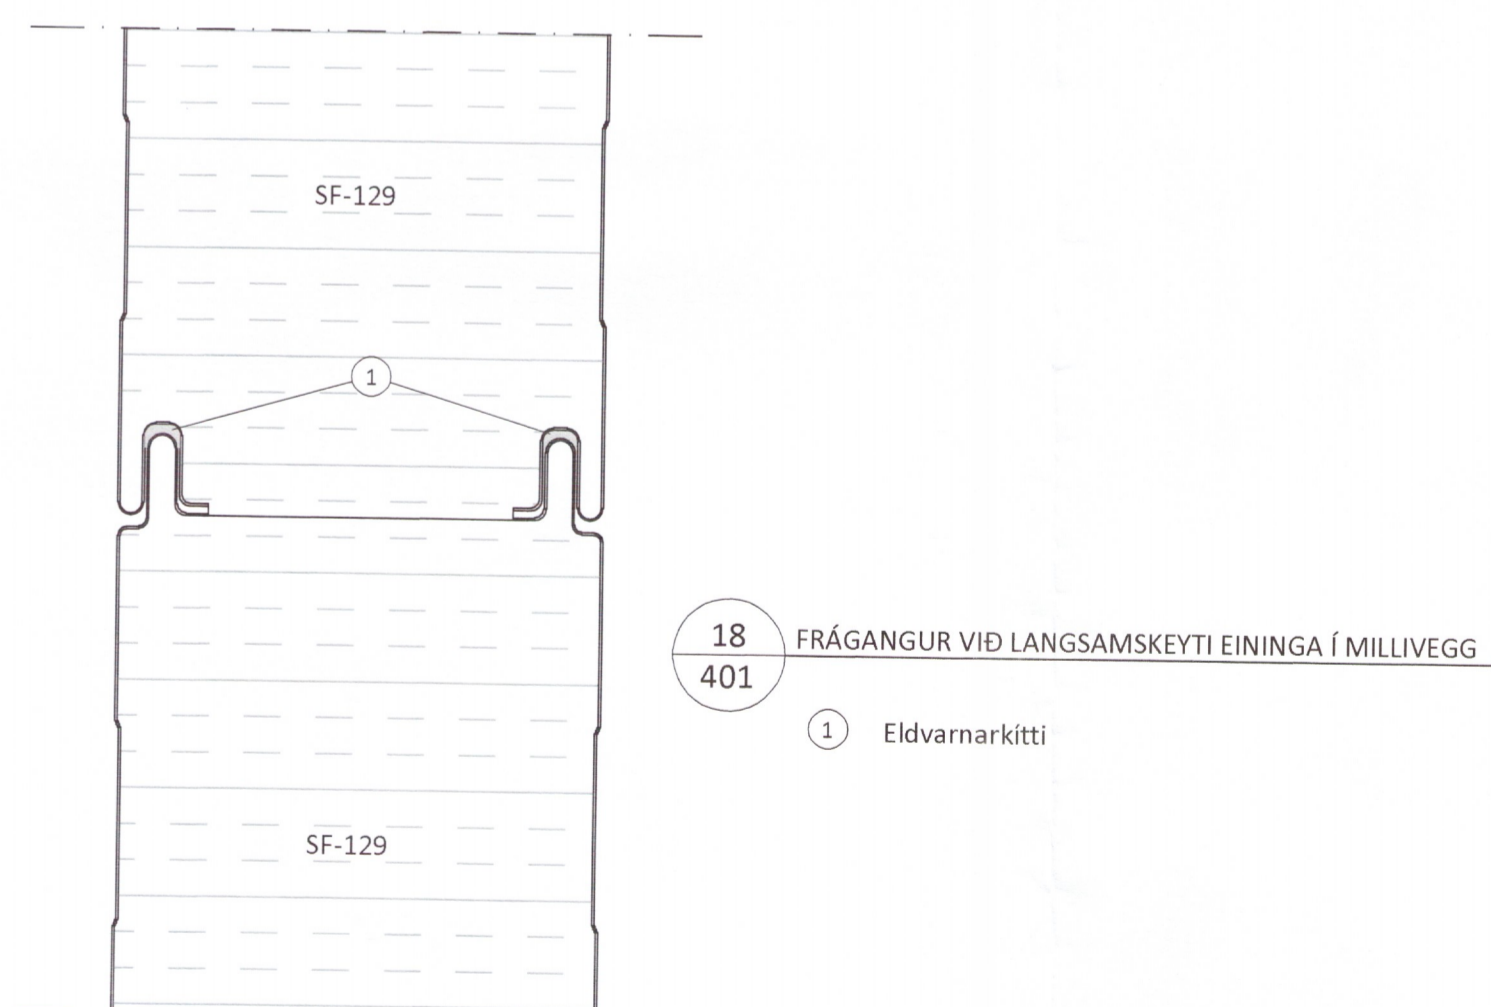 SF-129
1
18
401
FRÁGANGUR VIÐ LANGSAMSKEYTI EININGA Í MILLIVEGG
1 Eldvarnarkítti
SF-129